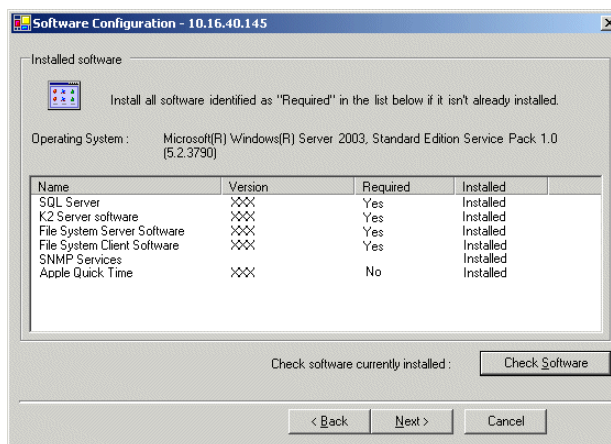 Software Configuration - 10.16.40.145
Installed software
Install all software identified as "Required" in the list below if it isn't already installed.
Operating System : Microsoft(R) Windows(R) Server 2003, Standard Edition Service Pack 1.0
(5.2.3790)
Name Version Required Installed
SQL Server XXX Yes Installed
K2 Server software XXX Yes Installed
File System Server Software XXX Yes Installed
File System Client Software XXX Yes Installed
SNMP Services Installed
Apple Quick Time XXX No Installed
Check software currently installed : Check Software
< Back Next > Cancel